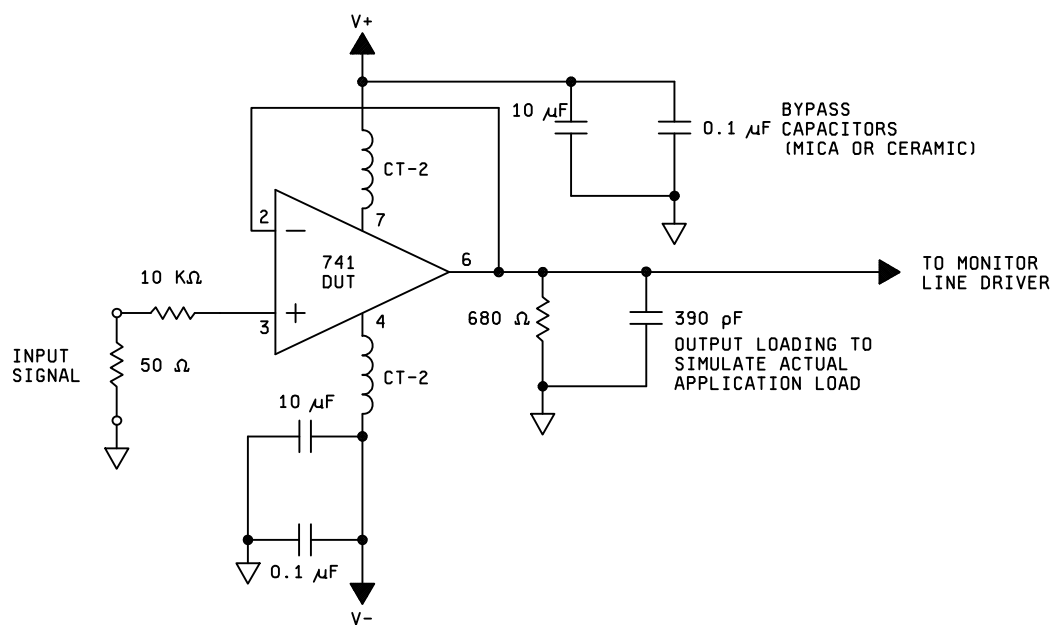 V+
10 µF
0.1 µF
BYPASS
CAPACITORS
(MICA OR CERAMIC)
CT-2
2
7
741
DUT
6
TO MONITOR
LINE DRIVER
10 KΩ
3
4
680 Ω
390 pF
OUTPUT LOADING TO
SIMULATE ACTUAL
APPLICATION LOAD
INPUT
SIGNAL
50 Ω
CT-2
10 µF
0.1 µF
V-